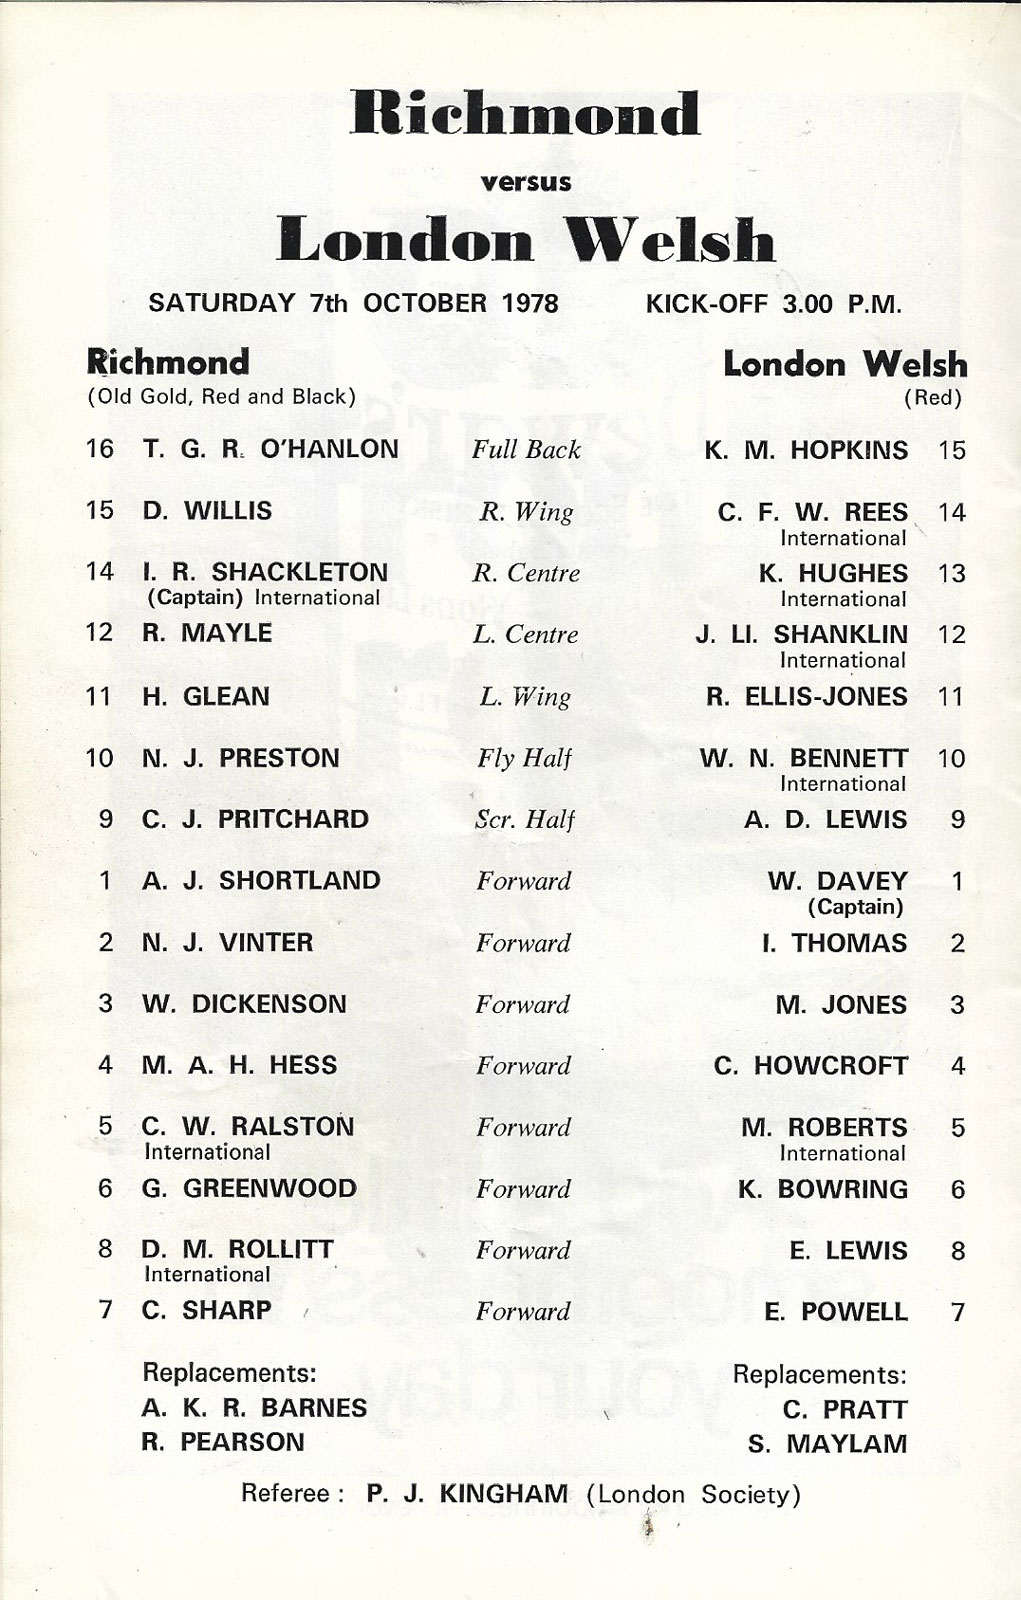 Richmond
versus
London Welsh
SATURDAY 7th OCTOBER 1978 KICK-OFF 3.00 P.M.
Richmond London Welsh
(Old Gold, Red and Black) (Red)
16 T. G. R. O'HANLON Full Back K. M. HOPKINS 15
15 D. WILLIS R. Wing C. F. W. REES 14
International
14 I. R. SHACKLETON R. Centre K. HUGHES 13
(Captain) International International
12 R. MAYLE L. Centre J. Ll. SHANKLIN 12
International
11 H. GLEAN L. Wing R. ELLIS-JONES 11
10 N. J. PRESTON Fly Half W. N. BENNETT 10
International
9 C. J. PRITCHARD Scr. Half A. D. LEWIS 9
1 A. J. SHORTLAND Forward W. DAVEY 1
(Captain)
2 N. J. VINTER Forward I. THOMAS 2
3 W. DICKENSON Forward M. JONES 3
4 M. A. H. HESS Forward C. HOWCROFT 4
5 C. W. RALSTON Forward M. ROBERTS 5
International International
6 G. GREENWOOD Forward K. BOWRING 6
8 D. M. ROLLITT Forward E. LEWIS 8
International
7 C. SHARP Forward E. POWELL 7
Replacements: Replacements:
A. K. R. BARNES C. PRATT
R. PEARSON S. MAYLAM
Referee : P. J. KINGHAM (London Society)